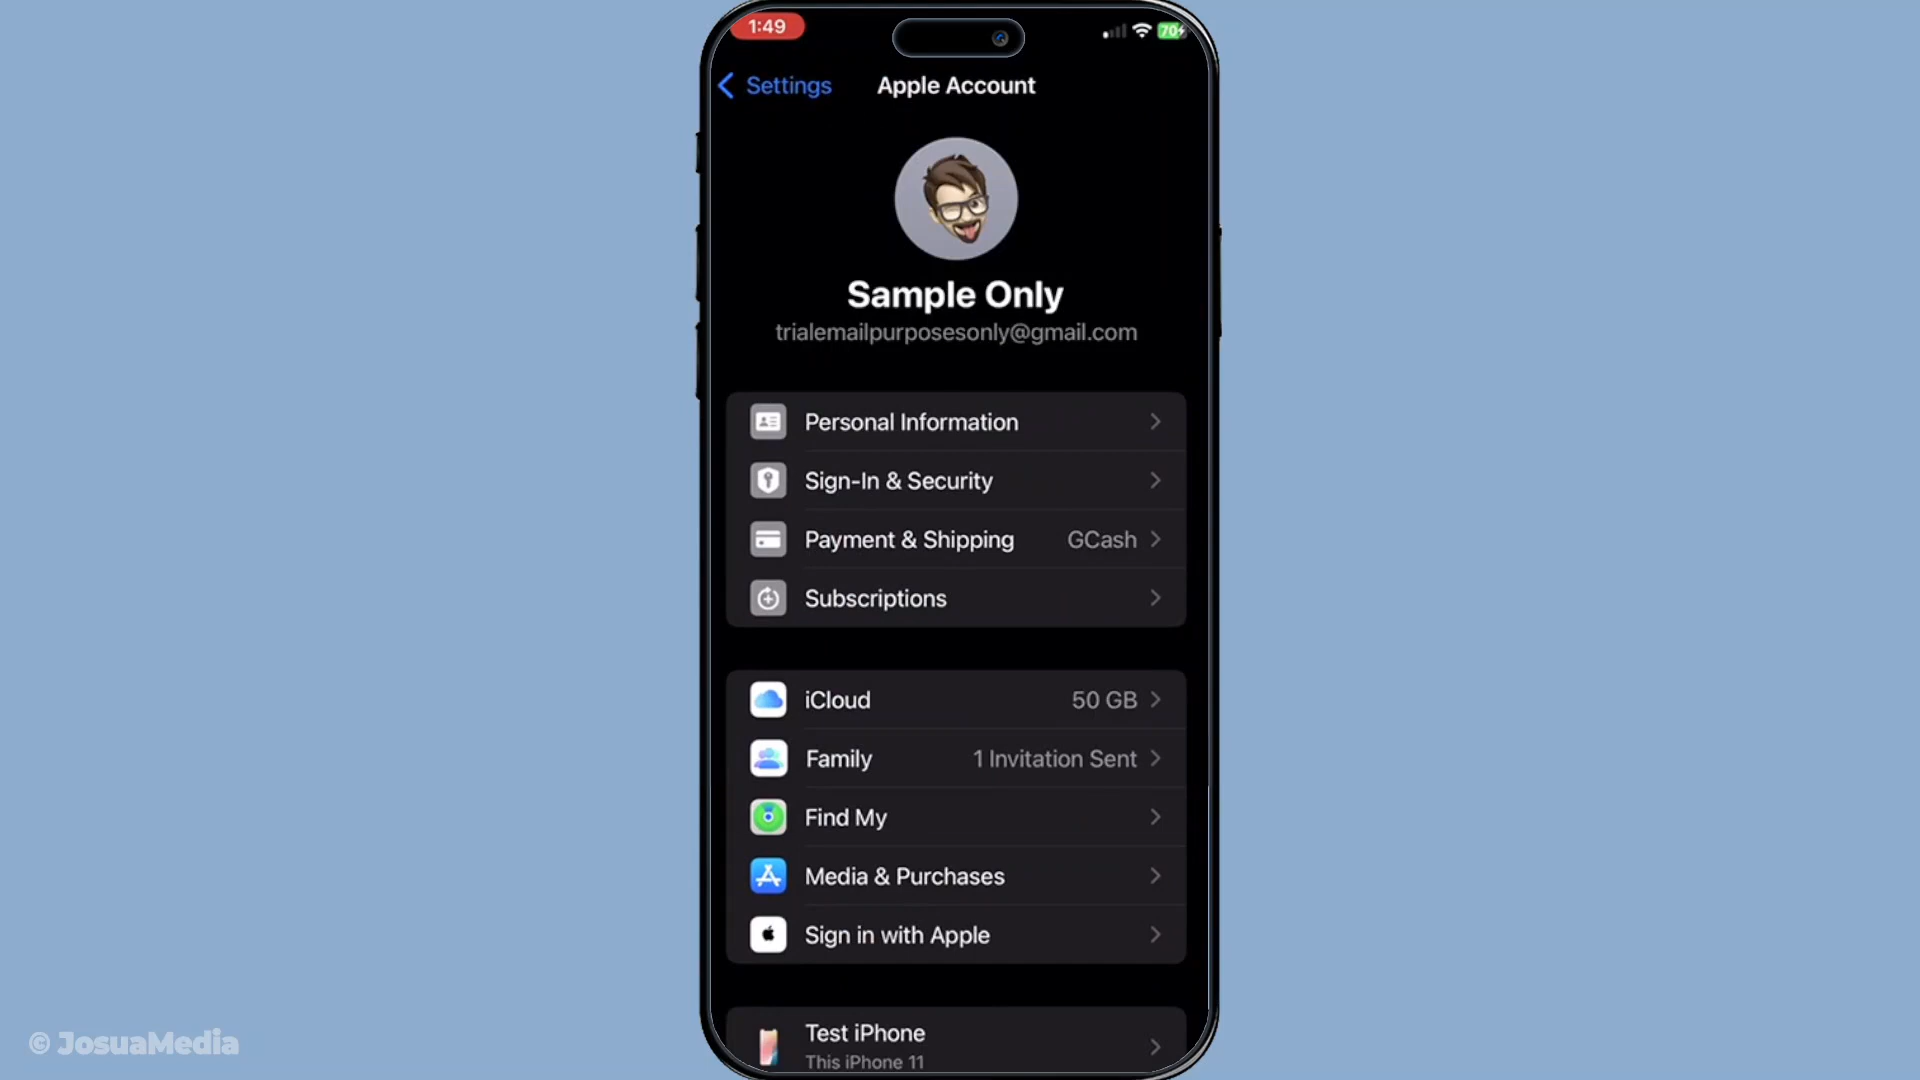 1:49
70
Settings
Apple Account
Sample Only
trialemailpurposesonly@gmail.com
Personal Information
Sign-In & Security
Payment & Shipping GCash
Subscriptions
iCloud 50 GB
Family 1 Invitation Sent
Find My
Media & Purchases
Sign in with Apple
Test iPhone
This iPhone 11
© JosuaMedia